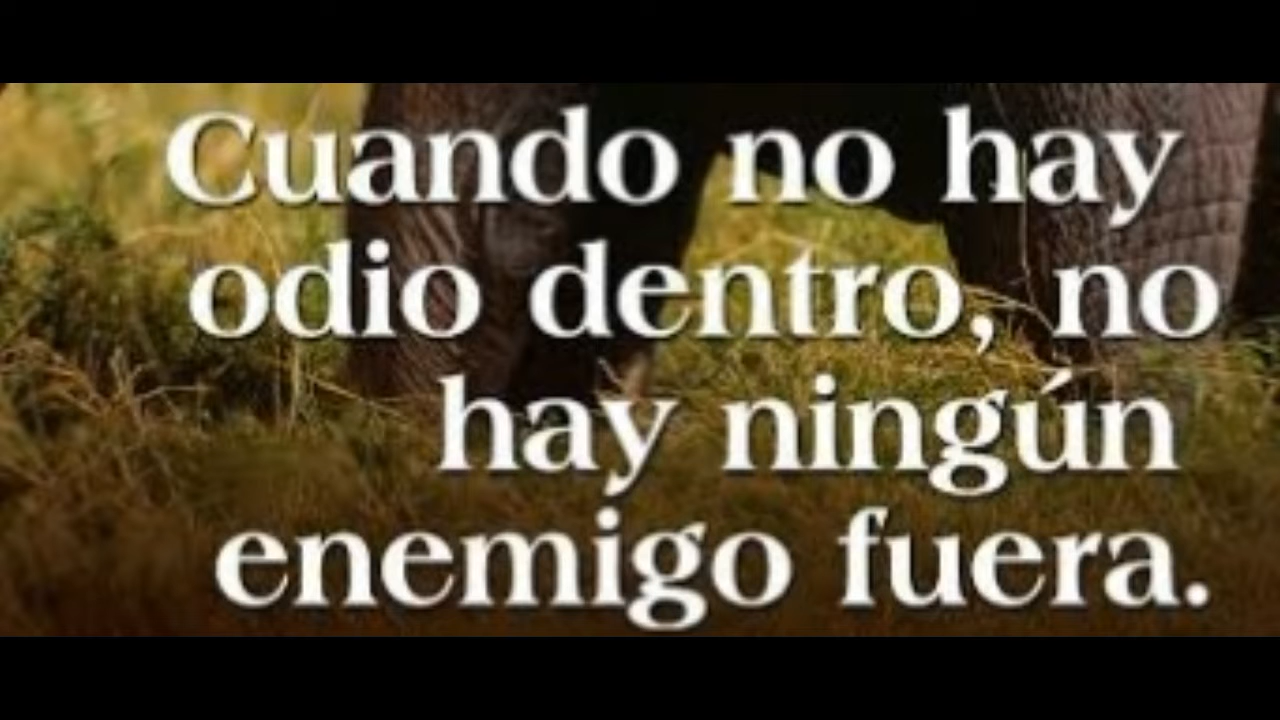 Cuando no hay
odio dentro, no
hay ningún
enemigo fuera.